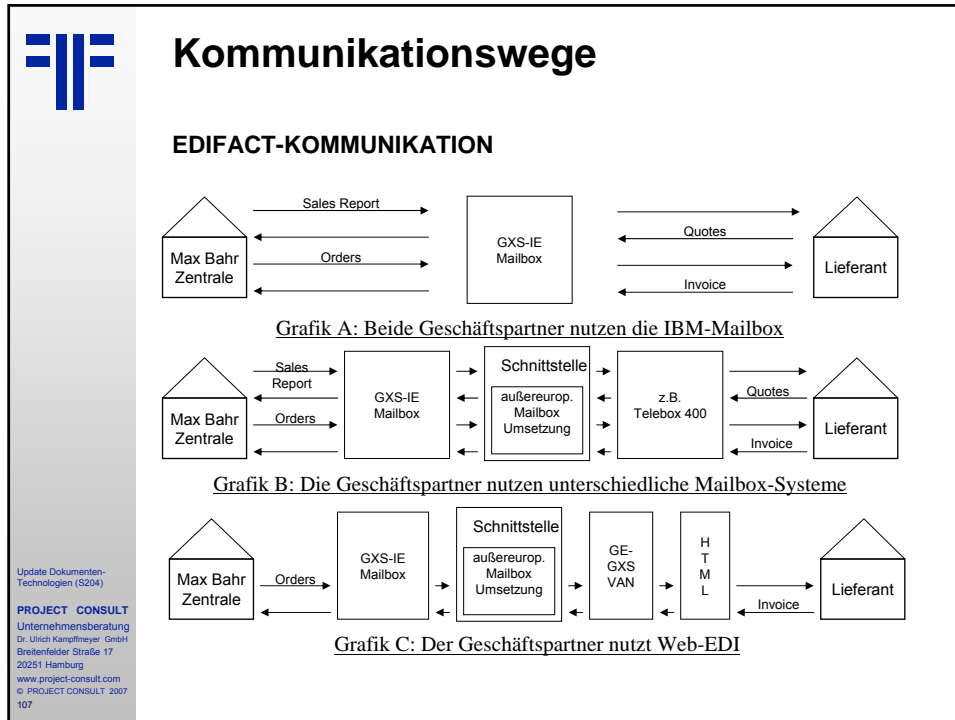 Kommunikationswege
EDIFACT-KOMMUNIKATION
Max Bahr
Zentrale
Sales Report
Orders
GXS-IE
Mailbox
Quotes
Invoice
Lieferant
Grafik A: Beide Geschäftspartner nutzen die IBM-Mailbox
Max Bahr
Zentrale
Sales
Report
Orders
GXS-IE
Mailbox
Schnittstelle
außereurop.
Mailbox
Umsetzung
z.B.
Telebox 400
Quotes
Invoice
Lieferant
Grafik B: Die Geschäftspartner nutzen unterschiedliche Mailbox-Systeme
Max Bahr
Zentrale
Orders
GXS-IE
Mailbox
Schnittstelle
außereurop.
Mailbox
Umsetzung
GE-
GXS
VAN
H
T
M
L
Invoice
Lieferant
Grafik C: Der Geschäftspartner nutzt Web-EDI
Update Dokumenten-
Technologien (S204)
PROJECT CONSULT
Unternehmensberatung
Dr. Ulrich Kampffmeyer GmbH
Breitenfelder Straße 17
20251 Hamburg
www.project-consult.com
© PROJECT CONSULT 2007
107